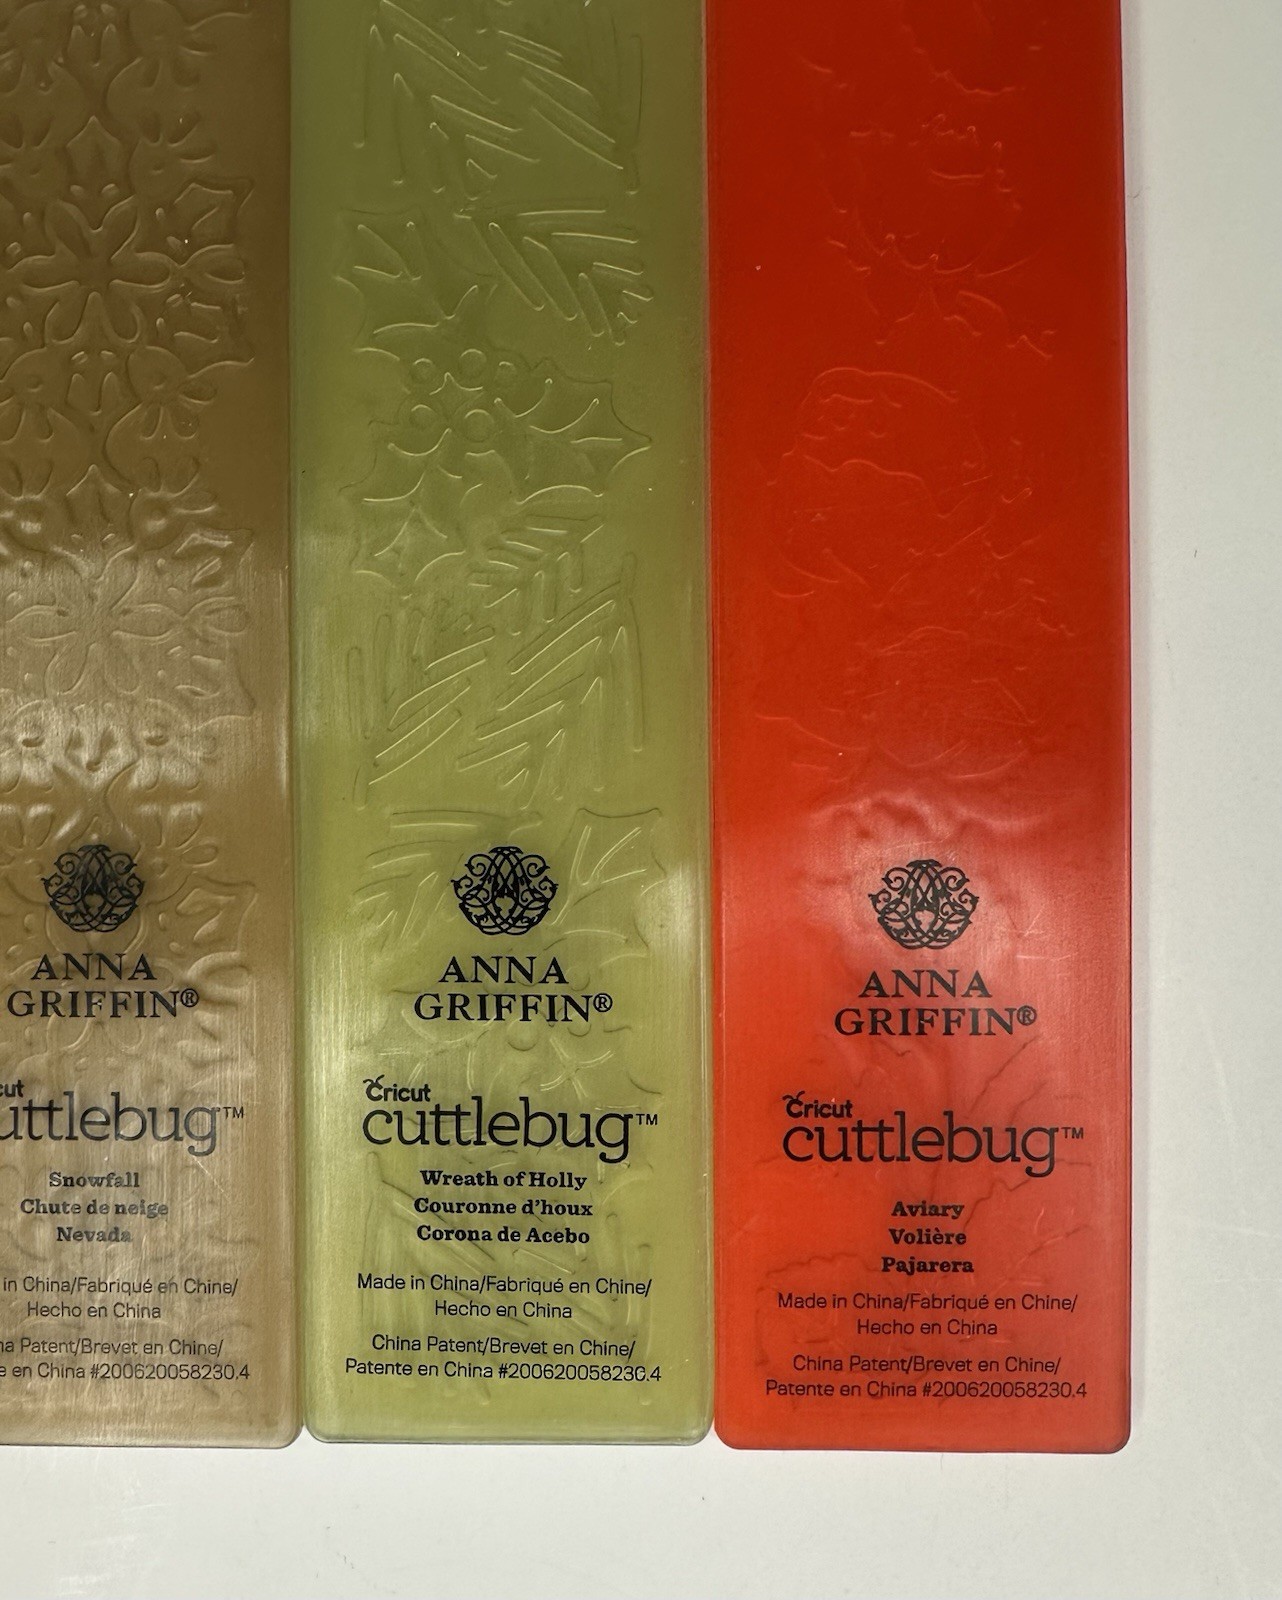 ANNA
GRIFFIN®
cut
uttlebug™
Snowfall
Chute de neige
Nevada
in China/Fabriqué en Chine/
Hecho en China
na Patent/Brevet en Chine/
e en China #200620058230.4
ANNA
GRIFFIN®
Cricut
cuttlebug™
Wreath of Holly
Couronne d'houx
Corona de Acebo
Made in China/Fabriqué en Chine/
Hecho en China
China Patent/Brevet en Chine/
Patente en China #200620058230.4
ANNA
GRIFFIN®
Cricut
cuttlebug™
Aviary
Volière
Pajarera
Made in China/Fabriqué en Chine/
Hecho en China
China Patent/Brevet en Chine/
Patente en China #200620058230.4